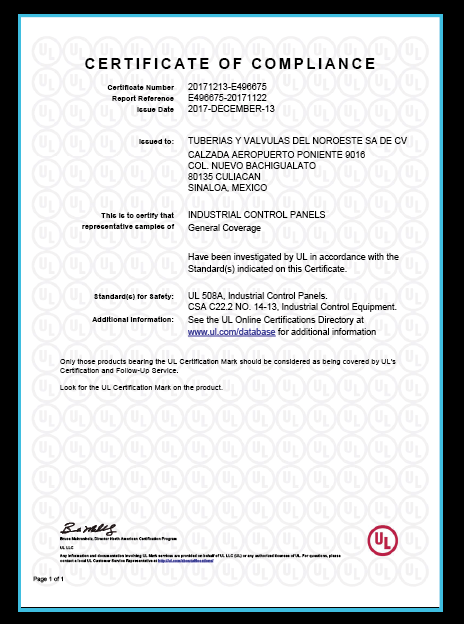 CERTIFICATE OF COMPLIANCE
Certificate Number 20171213-E496675
Report Reference E496675-20171122
Issue Date 2017-DECEMBER-13
Issued to: TUBERIAS Y VALVULAS DEL NOROESTE SA DE CV
CALZADA AEROPUERTO PONIENTE 9016
COL. NUEVO BACHIGUALATO
80135 CULIACAN
SINALOA, MEXICO
This is to certify that INDUSTRIAL CONTROL PANELS
representative samples of General Coverage
Have been investigated by UL in accordance with the
Standard(s) indicated on this Certificate.
Standard(s) for Safety: UL 508A, Industrial Control Panels.
CSA C22.2 NO. 14-13, Industrial Control Equipment.
Additional Information: See the UL Online Certifications Directory at
www.ul.com/database for additional information
Only those products bearing the UL Certification Mark should be considered as being covered by UL's
Certification and Follow-Up Service.
Look for the UL Certification Mark on the product.
Bruce Mahrenholz, Director North American Certification Program
UL LLC
Any information and documentation involving UL Mark services are provided on behalf of UL LLC (UL) or any authorized licensee of UL. For questions, please
contact a local UL Customer Service Representative at http://ul.com/aboutul/locations/
UL
Page 1 of 1